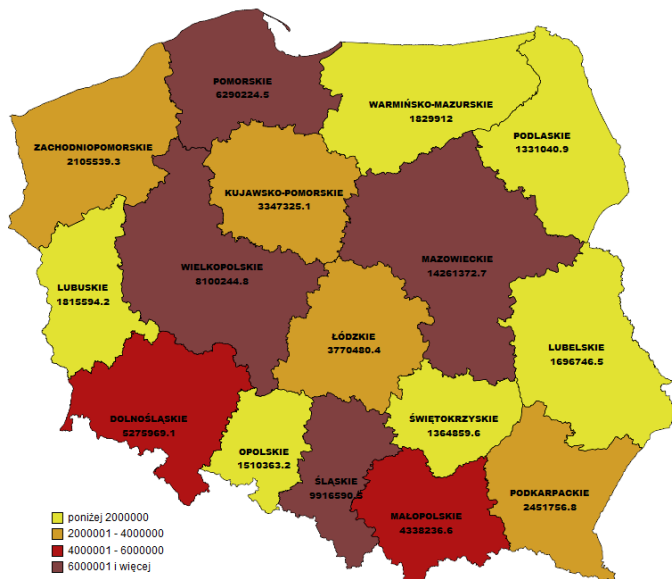 POMORSKIE
6290224.5
WARMIŃSKO-MAZURSKIE
1829912
PODLASKIE
1331040.9
ZACHODNIOPOMORSKIE
2105539.3
KUJAWSKO-POMORSKIE
3347325.1
MAZOWIECKIE
14261372.7
WIELKOPOLSKIE
8100244.8
LUBUSKIE
1815594.2
ŁÓDZKIE
3770480.4
LUBELSKIE
1696746.5
DOLNOŚLĄSKIE
5275969.1
ŚWIĘTOKRZYSKIE
1364859.6
OPOLSKIE
1510363.2
ŚLĄSKIE
9916590.5
MAŁOPOLSKIE
4338236.6
PODKARPACKIE
2451756.8
poniżej 2000000
2000001 - 4000000
4000001 - 6000000
6000001 i więcej